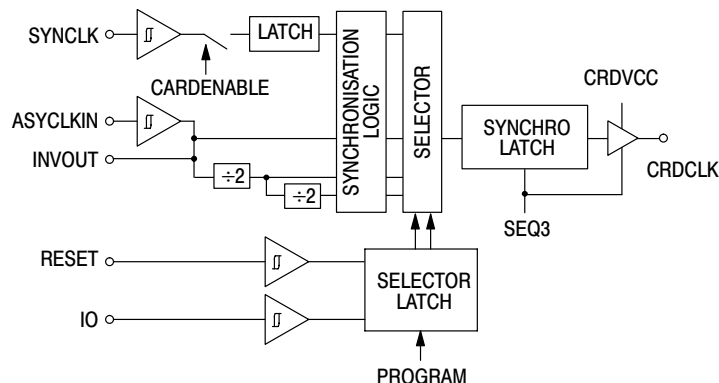 SYNCLK
LATCH
CARDENABLE
ASYCLKIN
INVOUT
÷2
÷2
SYNCHRONISATION
LOGIC
SELECTOR
SYNCHRO
LATCH
CRDVCC
CRDCLK
SEQ3
RESET
IO
SELECTOR
LATCH
PROGRAM